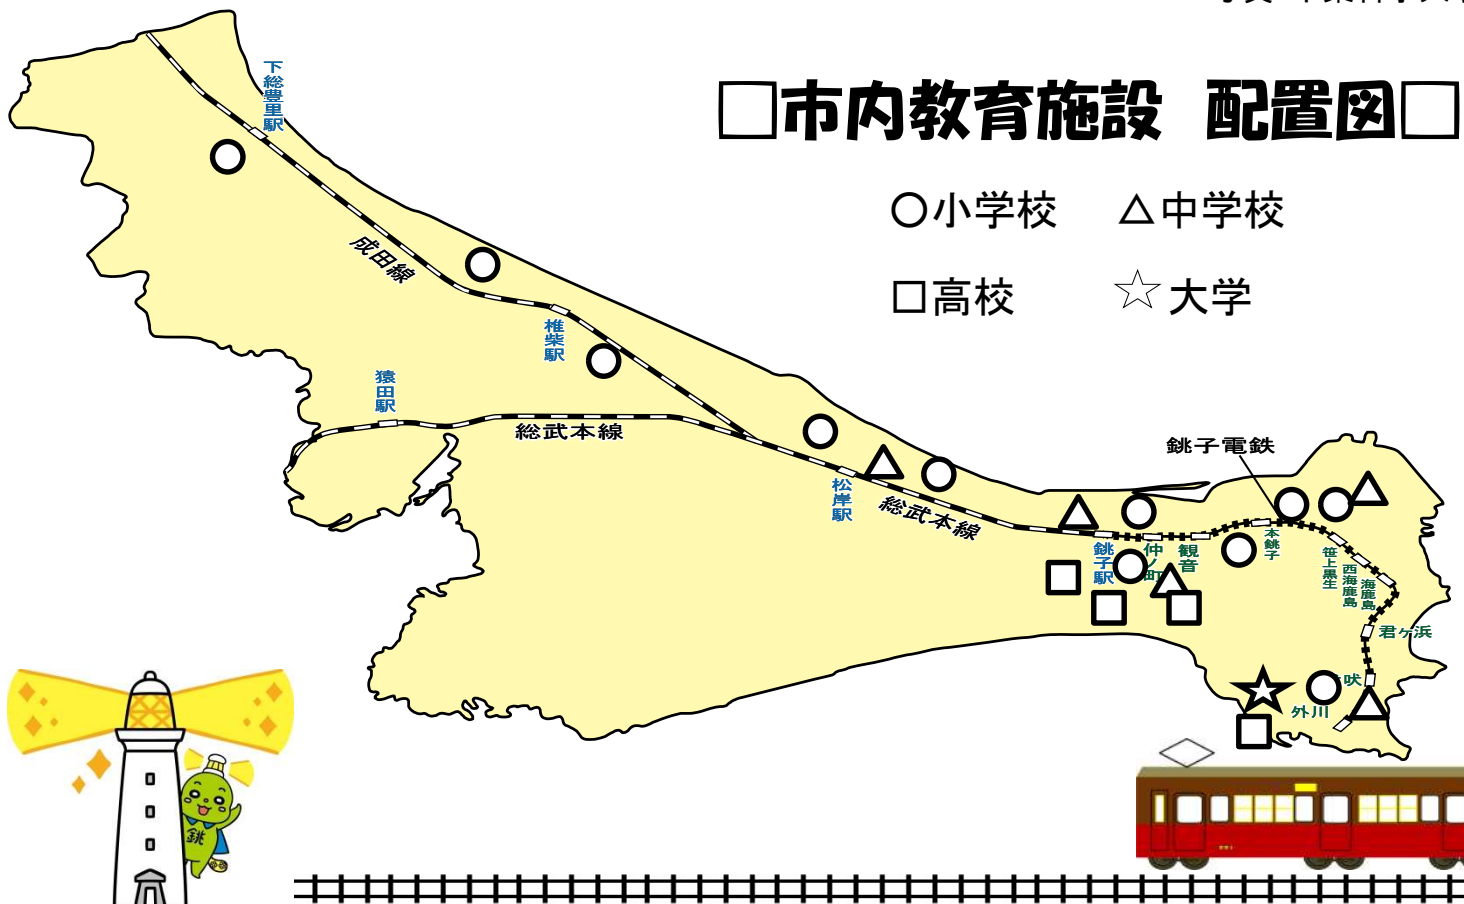 □市内教育施設 配置図□
○小学校 △中学校
□高校 ☆大学
下総豊里駅
成田線
椎柴駅
猿田駅
総武本線
松岸駅
総武本線
銚子電鉄
銚子駅
仲ノ町
観音
本銚子
笹上黒生
西海鹿島
海鹿島
君ヶ浜
吠
外川
銚